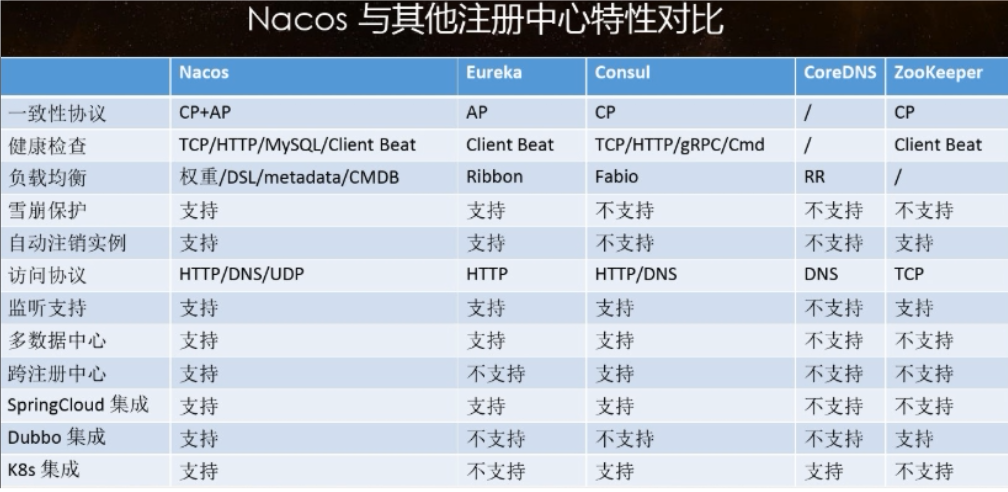 Nacos 与其他注册中心特性对比
Nacos Eureka Consul CoreDNS ZooKeeper
一致性协议 CP+AP AP CP / CP
健康检查 TCP/HTTP/MySQL/Client Beat Client Beat TCP/HTTP/gRPC/Cmd / Client Beat
负载均衡 权重/DSL/metadata/CMDB Ribbon Fabio RR /
雪崩保护 支持 支持 不支持 不支持 不支持
自动注销实例 支持 支持 不支持 不支持 支持
访问协议 HTTP/DNS/UDP HTTP HTTP/DNS DNS TCP
监听支持 支持 支持 支持 不支持 支持
多数据中心 支持 支持 支持 不支持 不支持
跨注册中心 支持 不支持 支持 不支持 不支持
SpringCloud 集成 支持 支持 支持 不支持 不支持
Dubbo 集成 支持 不支持 不支持 不支持 支持
K8s 集成 支持 不支持 支持 支持 不支持